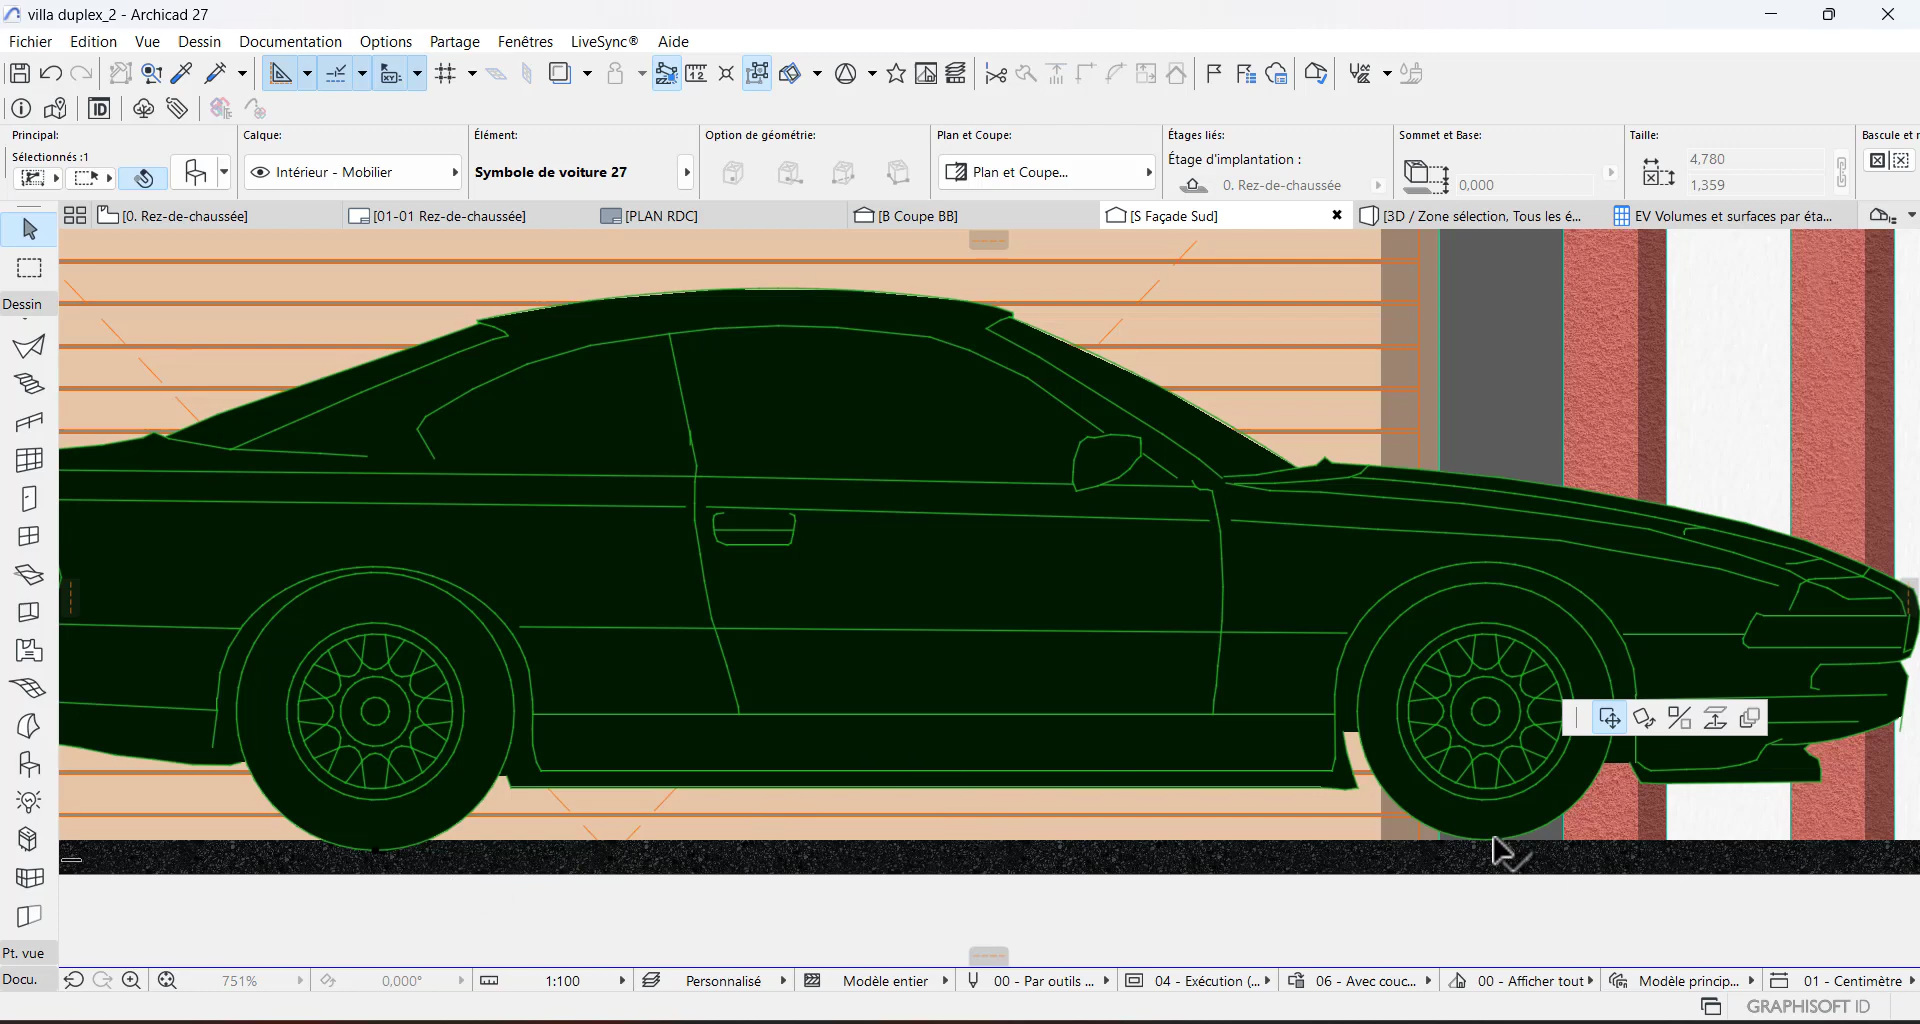 villa duplex_2 - Archicad 27
Fichier Edition Vue Dessin Documentation Options Partage Fenêtres LiveSync® Aide
Principal: Calque: Élément: Option de géométrie: Plan et Coupe: Étages liés: Sommet et Base: Taille: Bascule et r
Sélectionnés :1
Intérieur - Mobilier
Symbole de voiture 27
Plan et Coupe...
Étage d'implantation :
0. Rez-de-chaussée
0,000
4,780
1,359
[0. Rez-de-chaussée] [01-01 Rez-de-chaussée] [PLAN RDC] [B Coupe BB] [S Façade Sud] [3D / Zone sélection, Tous les é... EV Volumes et surfaces par éta...
Dessin
Pt. vue
Docu.
751% 0,000° 1:100 Personnalisé Modèle entier 00 - Par outils ... 04 - Exécution (... 06 - Avec couc... 00 - Afficher tout Modèle princip... 01 - Centimètre
GRAPHISOFT ID